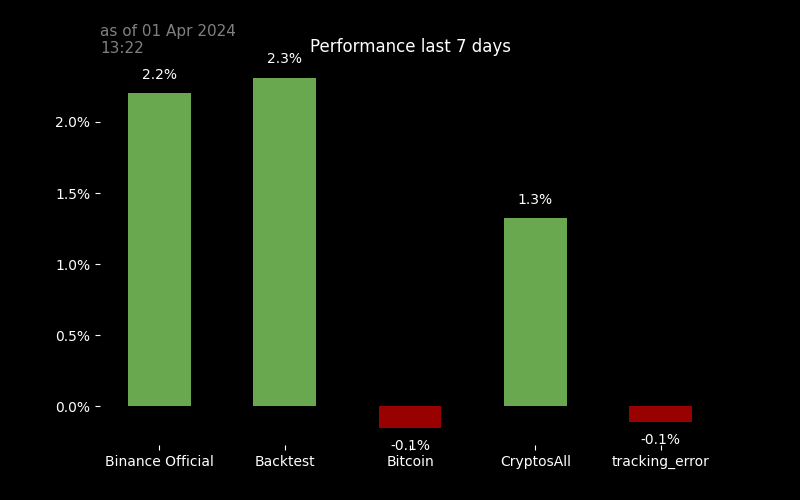 as of 01 Apr 2024
13:22
Performance last 7 days
2.2%
2.3%
-0.1%
1.3%
-0.1%
2.0%
1.5%
1.0%
0.5%
0.0%
Binance Official
Backtest
Bitcoin
CryptosAll
tracking_error